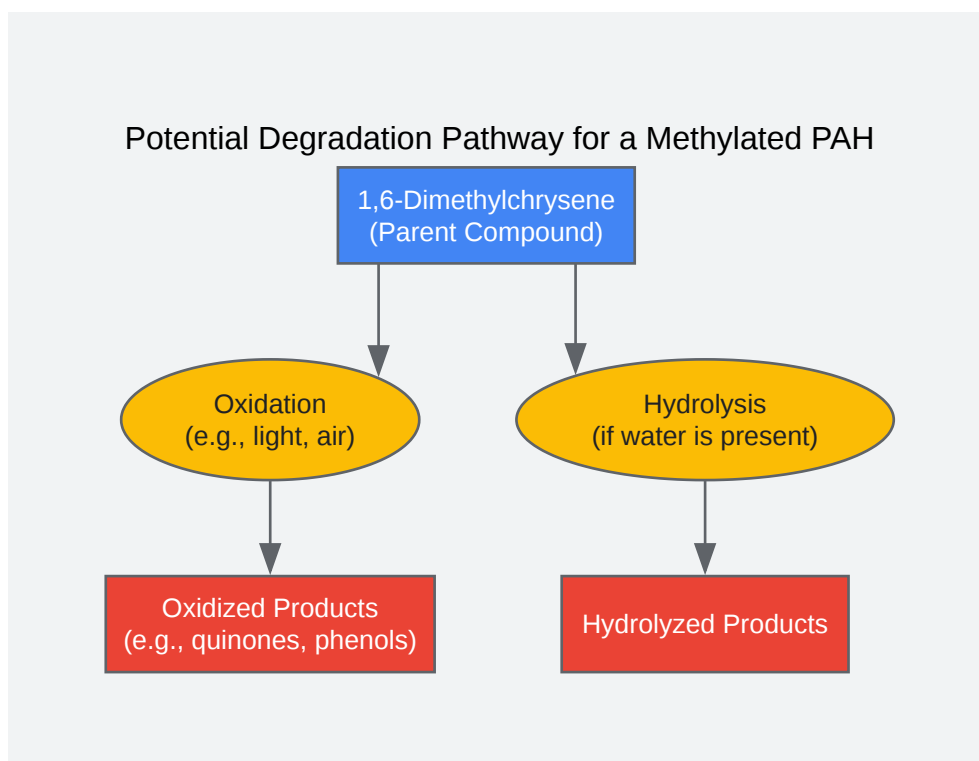 Potential Degradation Pathway for a Methylated PAH
1,6-Dimethylchrysene
(Parent Compound)
Oxidation
(e.g., light, air)
Hydrolysis
(if water is present)
Oxidized Products
(e.g., quinones, phenols)
Hydrolyzed Products